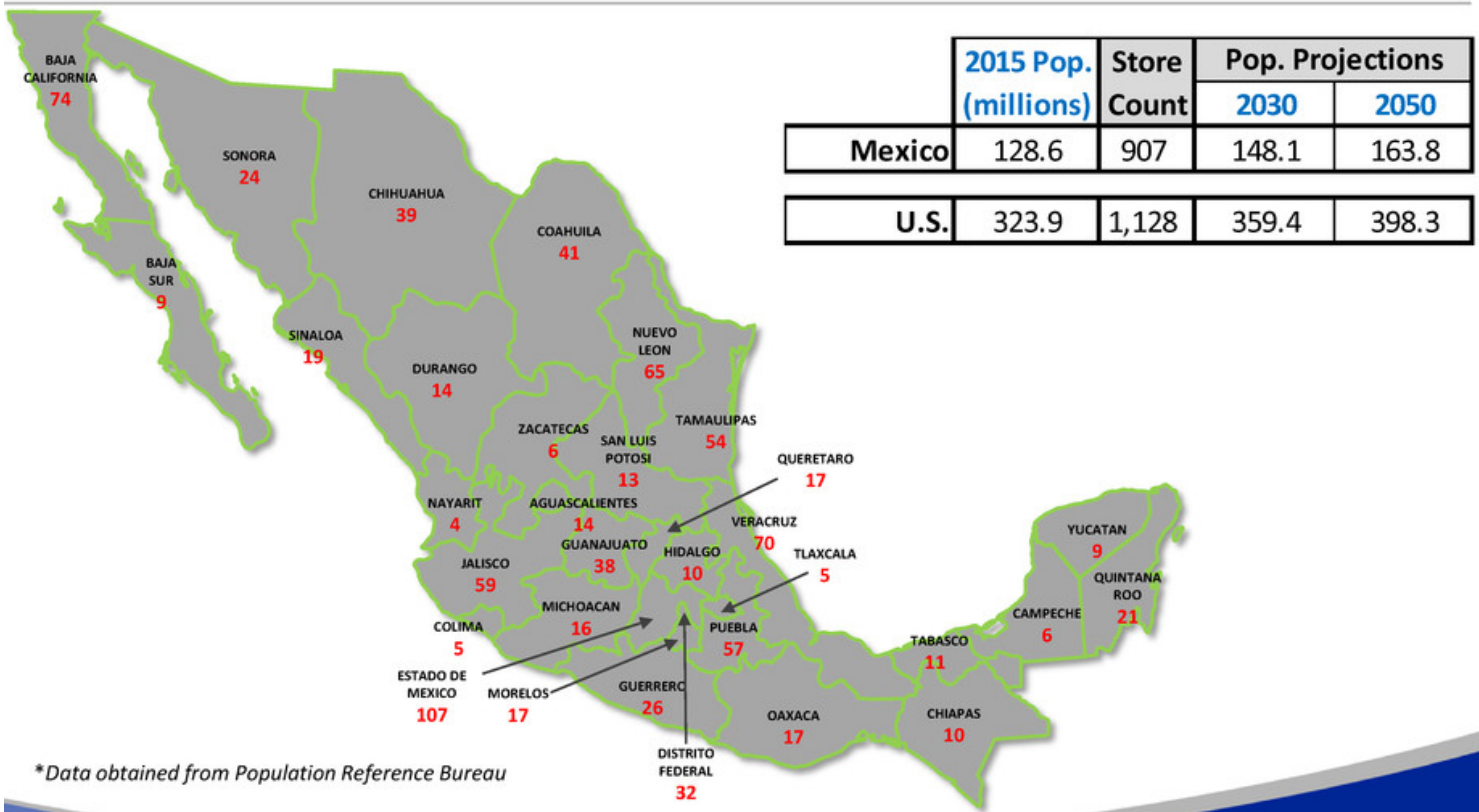 2015 Pop. Store Pop. Projections
(millions) Count 2030 2050
Mexico 128.6 907 148.1 163.8
U.S. 323.9 1,128 359.4 398.3
BAJA
CALIFORNIA
74
SONORA
24
CHIHUAHUA
39
COAHUILA
41
BAJA
SUR
9
SINALOA
19
DURANGO
14
NUEVO
LEON
65
ZACATECAS
6
SAN LUIS
POTOSI
13
TAMAULIPAS
54
QUERETARO
17
NAYARIT
4
AGUASCALIENTES
14
GUANAJUATO
38
HIDALGO
10
VERACRUZ
70
TLAXCALA
5
JALISCO
59
MICHOACAN
16
PUEBLA
57
COLIMA
5
ESTADO DE
MEXICO
107
MORELOS
17
GUERRERO
26
DISTRITO
FEDERAL
32
OAXACA
17
TABASCO
11
CHIAPAS
10
CAMPECHE
6
YUCATAN
9
QUINTANA
ROO
21
*Data obtained from Population Reference Bureau